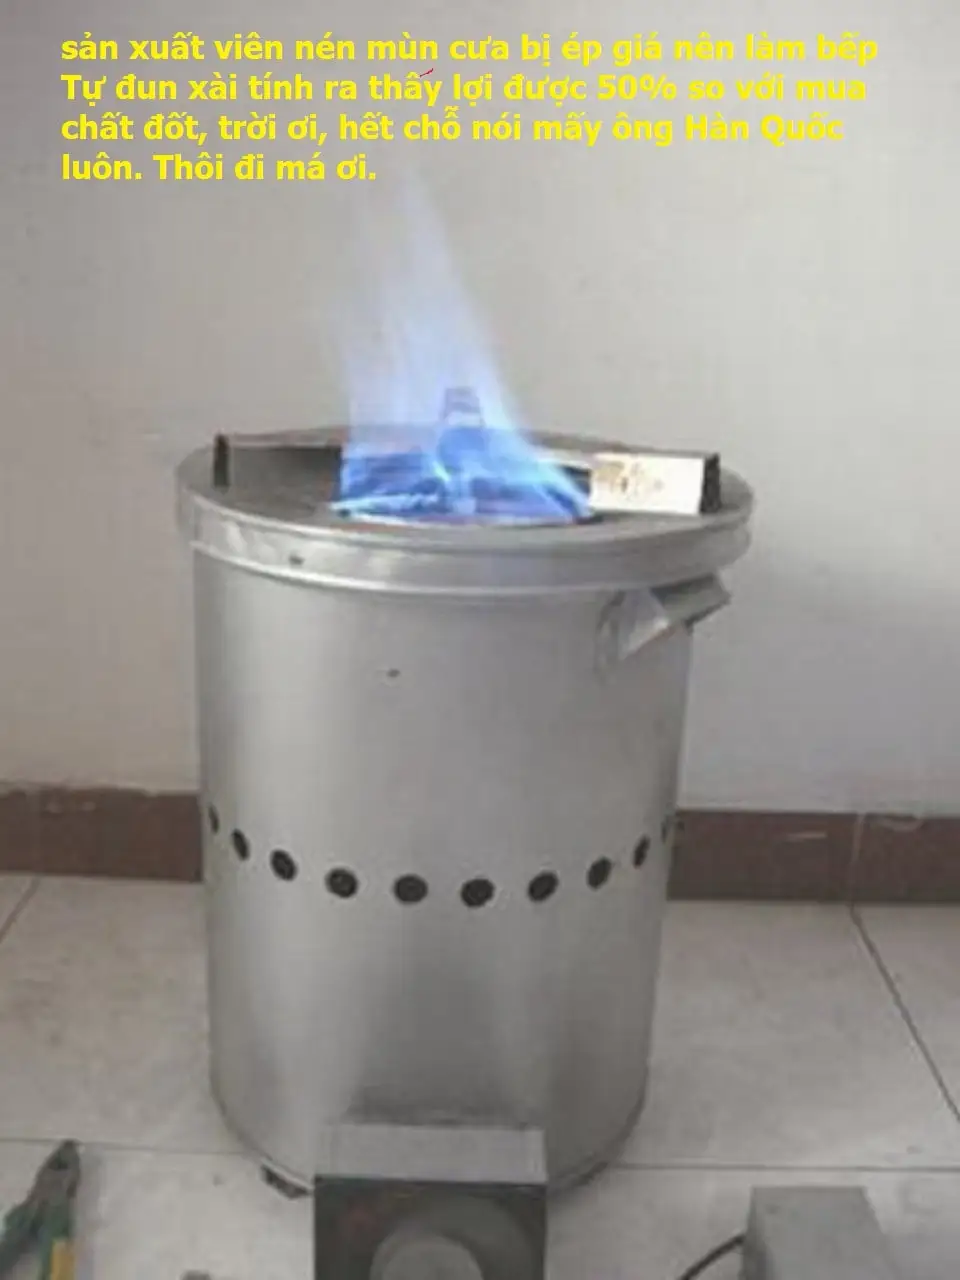 sản xuất viên nén mùn cưa bị ép giá nên làm bếp
Tự đun xài tính ra thấy lợi được 50% so với mua
chất đốt, trời ơi, hết chỗ nói mấy ông Hàn Quốc
luôn. Thôi đi má ơi.